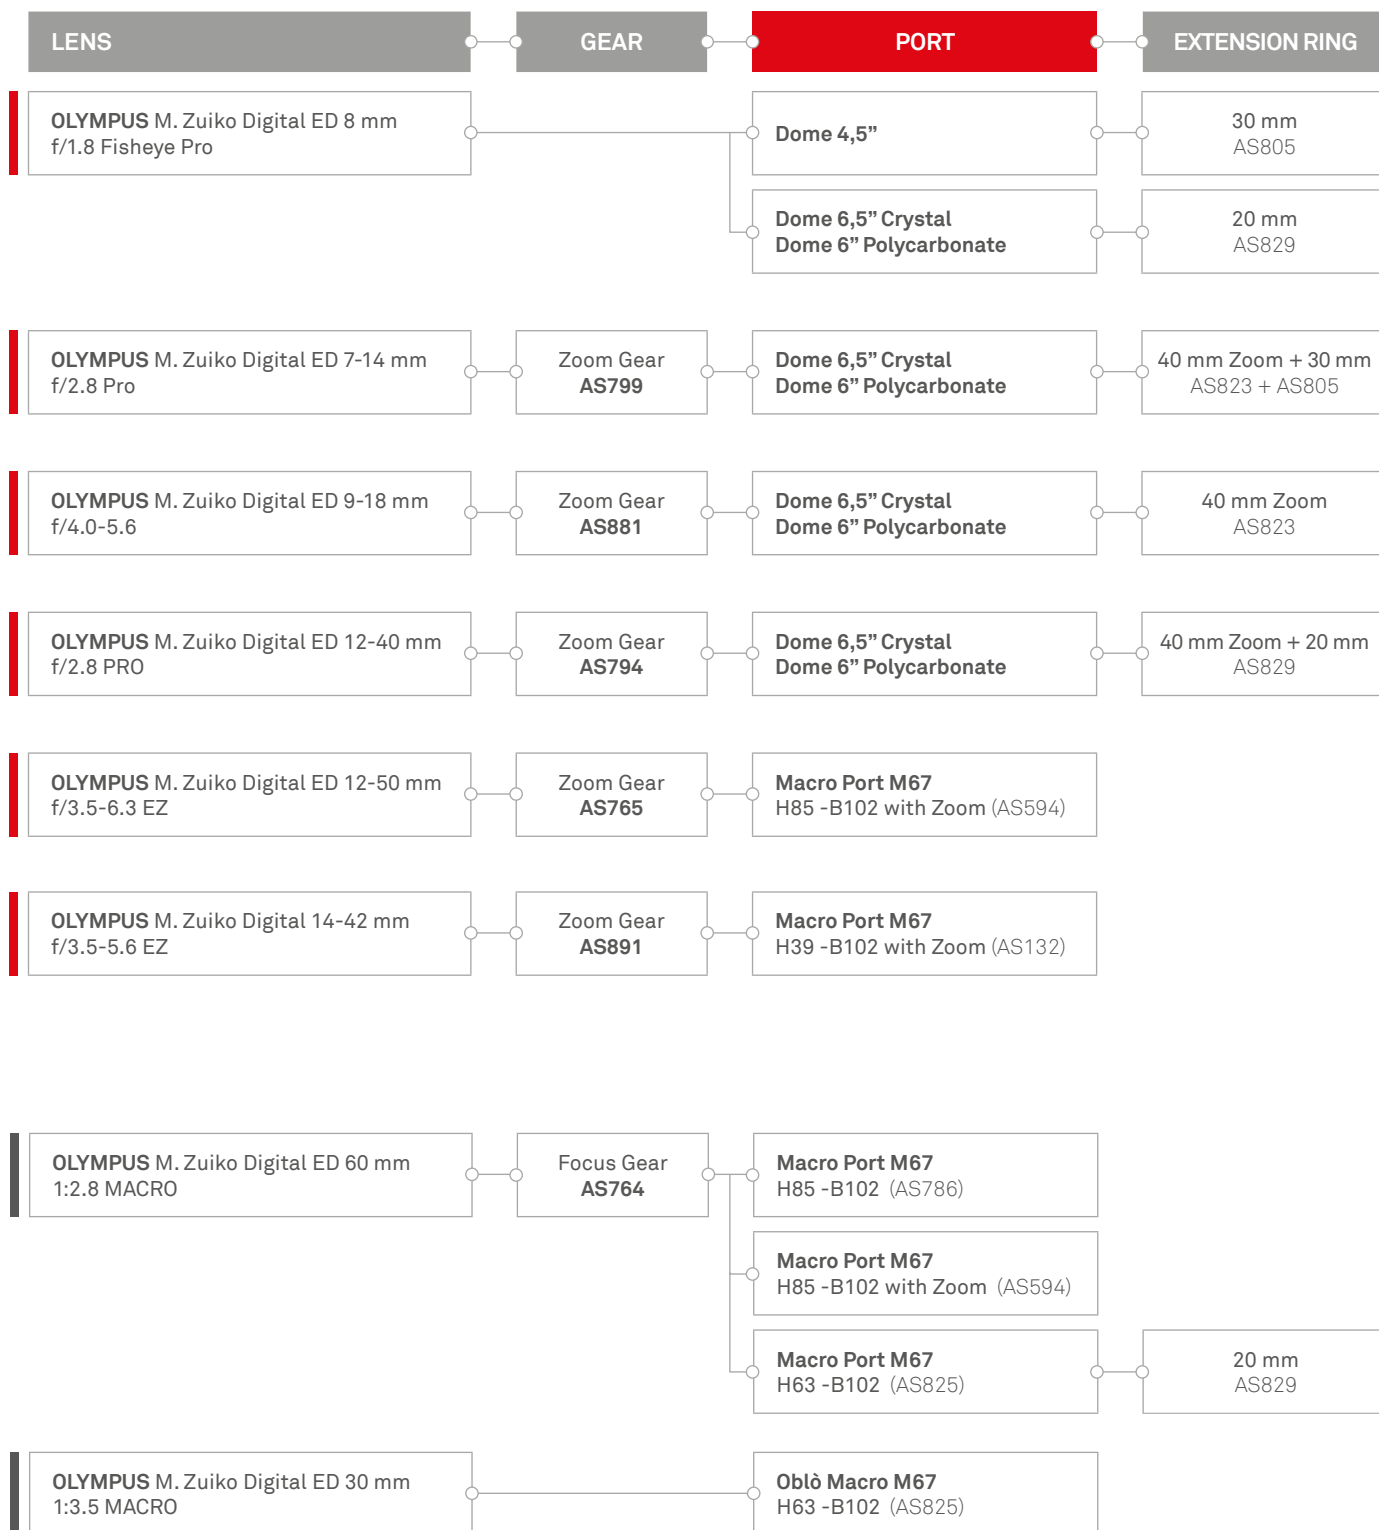 LENS GEAR PORT EXTENSION RING
OLYMPUS M. Zuiko Digital ED 8 mm
f/1.8 Fisheye Pro
Dome 4,5”
30 mm
AS805
Dome 6,5” Crystal
Dome 6” Polycarbonate
20 mm
AS829
OLYMPUS M. Zuiko Digital ED 7-14 mm
f/2.8 Pro
Zoom Gear
AS799
Dome 6,5” Crystal
Dome 6” Polycarbonate
40 mm Zoom + 30 mm
AS823 + AS805
OLYMPUS M. Zuiko Digital ED 9-18 mm
f/4.0-5.6
Zoom Gear
AS881
Dome 6,5” Crystal
Dome 6” Polycarbonate
40 mm Zoom
AS823
OLYMPUS M. Zuiko Digital ED 12-40 mm
f/2.8 PRO
Zoom Gear
AS794
Dome 6,5” Crystal
Dome 6” Polycarbonate
40 mm Zoom + 20 mm
AS829
OLYMPUS M. Zuiko Digital ED 12-50 mm
f/3.5-6.3 EZ
Zoom Gear
AS765
Macro Port M67
H85 -B102 with Zoom (AS594)
OLYMPUS M. Zuiko Digital 14-42 mm
f/3.5-5.6 EZ
Zoom Gear
AS891
Macro Port M67
H39 -B102 with Zoom (AS132)
OLYMPUS M. Zuiko Digital ED 60 mm
1:2.8 MACRO
Focus Gear
AS764
Macro Port M67
H85 -B102 (AS786)
Macro Port M67
H85 -B102 with Zoom (AS594)
Macro Port M67
H63 -B102 (AS825)
20 mm
AS829
OLYMPUS M. Zuiko Digital ED 30 mm
1:3.5 MACRO
Oblò Macro M67
H63 -B102 (AS825)